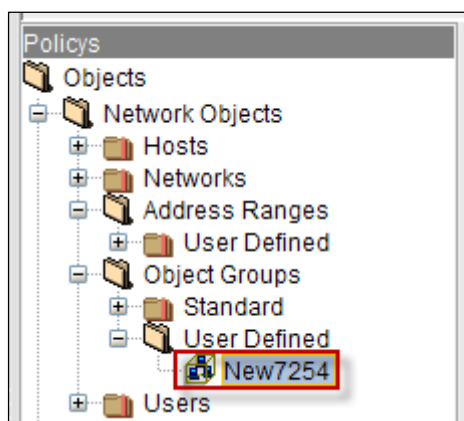 Policys
Objects
Network Objects
Hosts
Networks
Address Ranges
User Defined
Object Groups
Standard
User Defined
New7254
Users